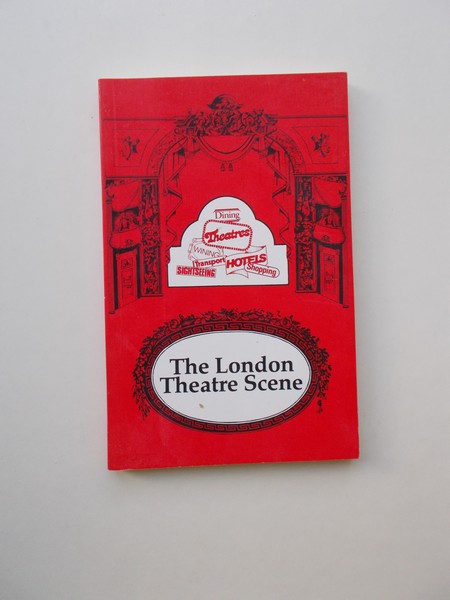 Dining
Theatres
WINING
Transport HOTELS
SIGHTSEEING Shopping
The London
Theatre Scene